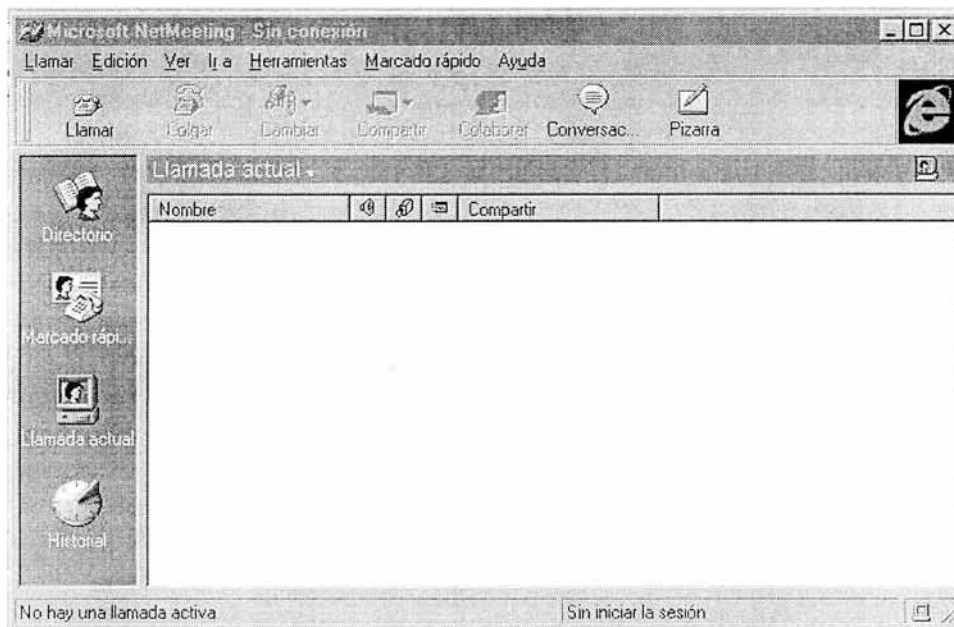 Microsoft NetMeeting - Sin conexión
Llamar Edición Ver Ir a Herramientas Marcado rápido Ayuda
Llamar Colgar Cambiar Compartir Colaborar Conversac... Pizarra
Llamada actual
Nombre Compartir
Directorio
Marcado rápi...
Llamada actual
Historial
No hay una llamada activa Sin iniciar la sesión